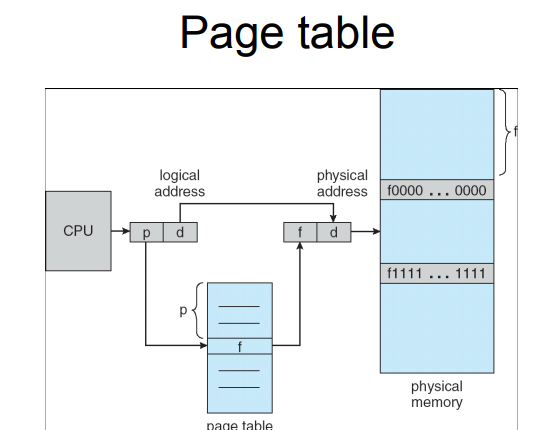 Page table
logical
address
physical
address
f
f0000 ... 0000
CPU
p d
f d
f1111 ... 1111
p
f
physical
memory
page table